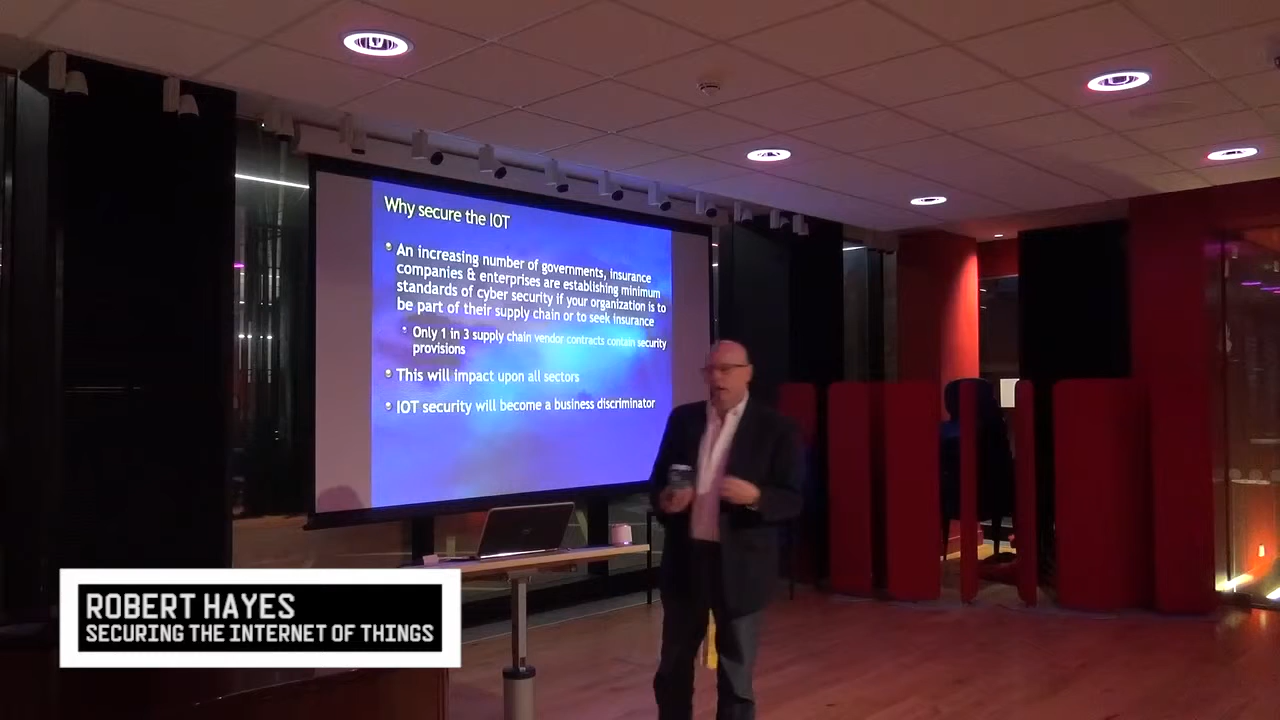 Why secure the IOT
An increasing number of governments, insurance
companies & enterprises are establishing minimum
standards of cyber security if your organization is to
be part of their supply chain or to seek insurance
Only 1 in 3 supply chain vendor contracts contain security
provisions
This will impact upon all sectors
IOT security will become a business discriminator
ROBERT HAYES
SECURING THE INTERNET OF THINGS